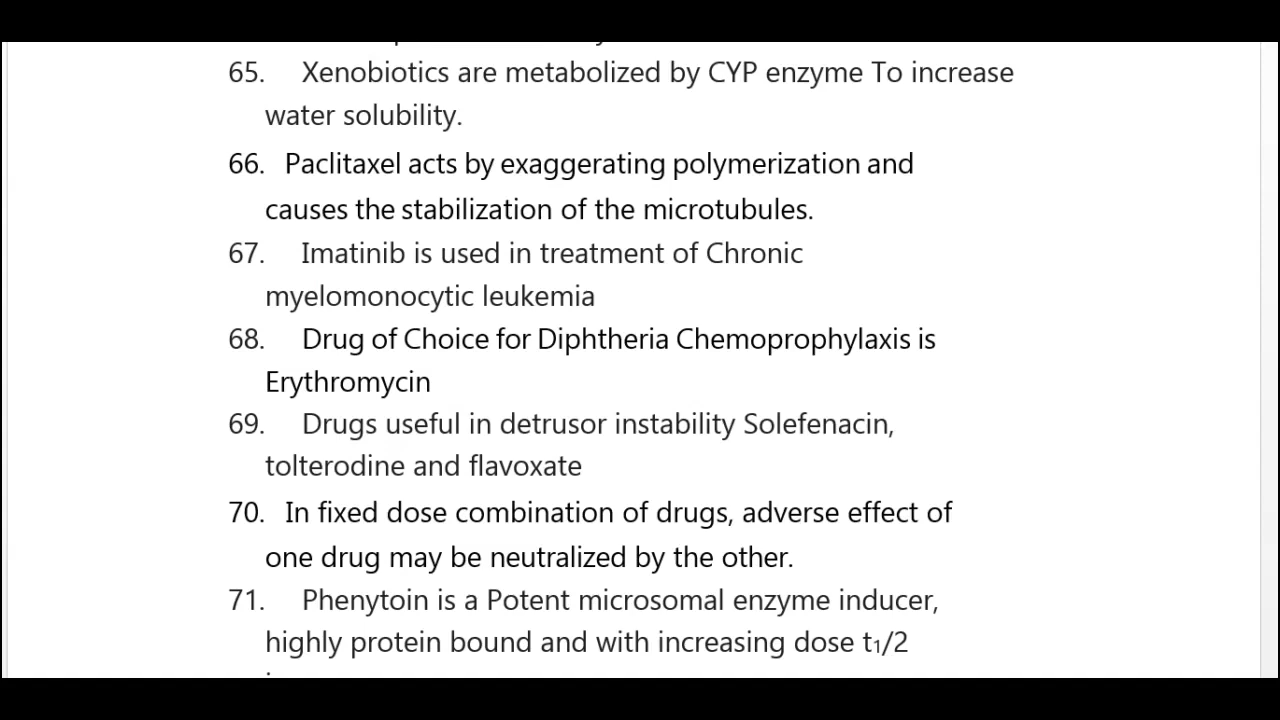 65. Xenobiotics are metabolized by CYP enzyme To increase
water solubility.
66. Paclitaxel acts by exaggerating polymerization and
causes the stabilization of the microtubules.
67. Imatinib is used in treatment of Chronic
myelomonocytic leukemia
68. Drug of Choice for Diphtheria Chemoprophylaxis is
Erythromycin
69. Drugs useful in detrusor instability Solefenacin,
tolterodine and flavoxate
70. In fixed dose combination of drugs, adverse effect of
one drug may be neutralized by the other.
71. Phenytoin is a Potent microsomal enzyme inducer,
highly protein bound and with increasing dose t₁/2